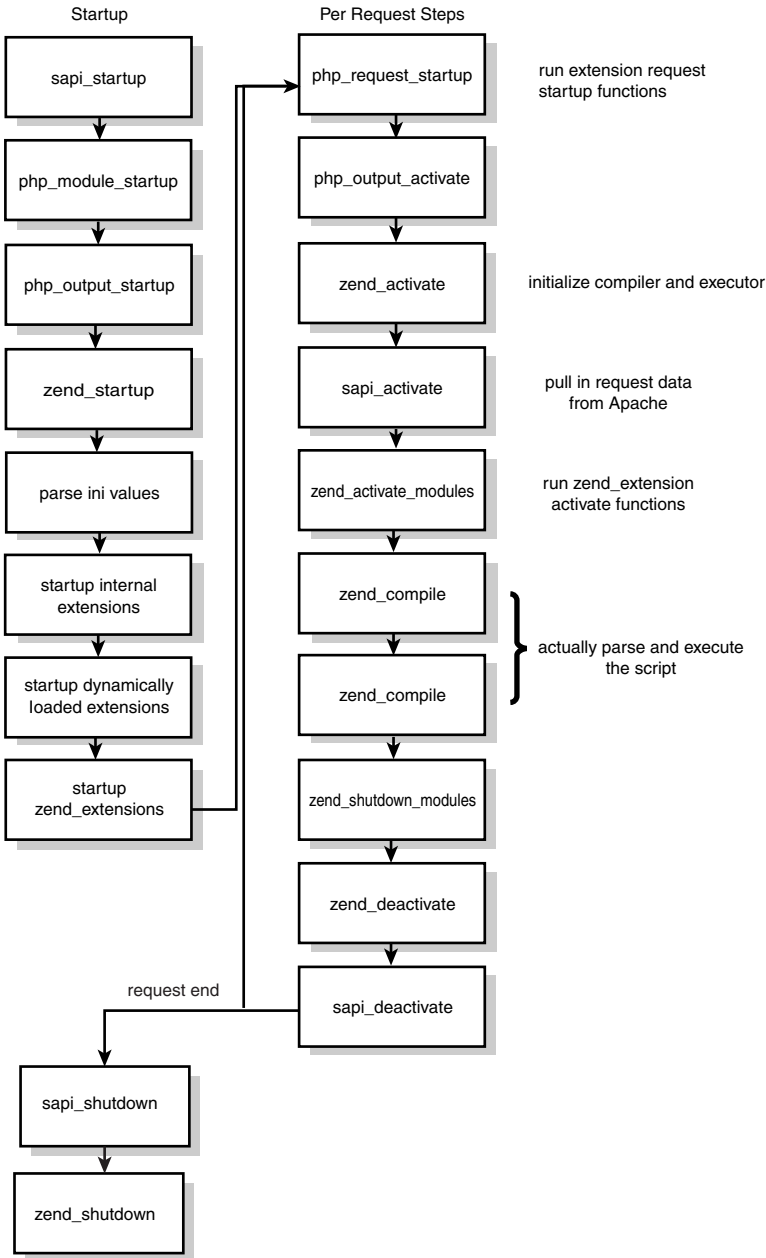 Startup
sapi_startup
php_module_startup
php_output_startup
zend_startup
parse ini values
startup internal
extensions
startup dynamically
loaded extensions
startup
zend_extensions
Per Request Steps
php_request_startup
run extension request
startup functions
php_output_activate
zend_activate
initialize compiler and executor
sapi_activate
pull in request data
from Apache
zend_activate_modules
run zend_extension
activate functions
zend_compile
zend_compile
actually parse and execute
the script
zend_shutdown_modules
zend_deactivate
sapi_deactivate
request end
sapi_shutdown
zend_shutdown